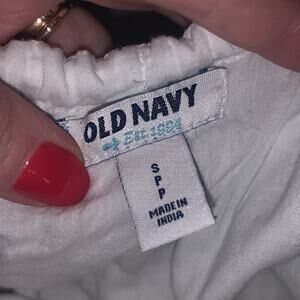 OLD NAVY
Est. 1994
S
P
P
MADE IN
INDIA